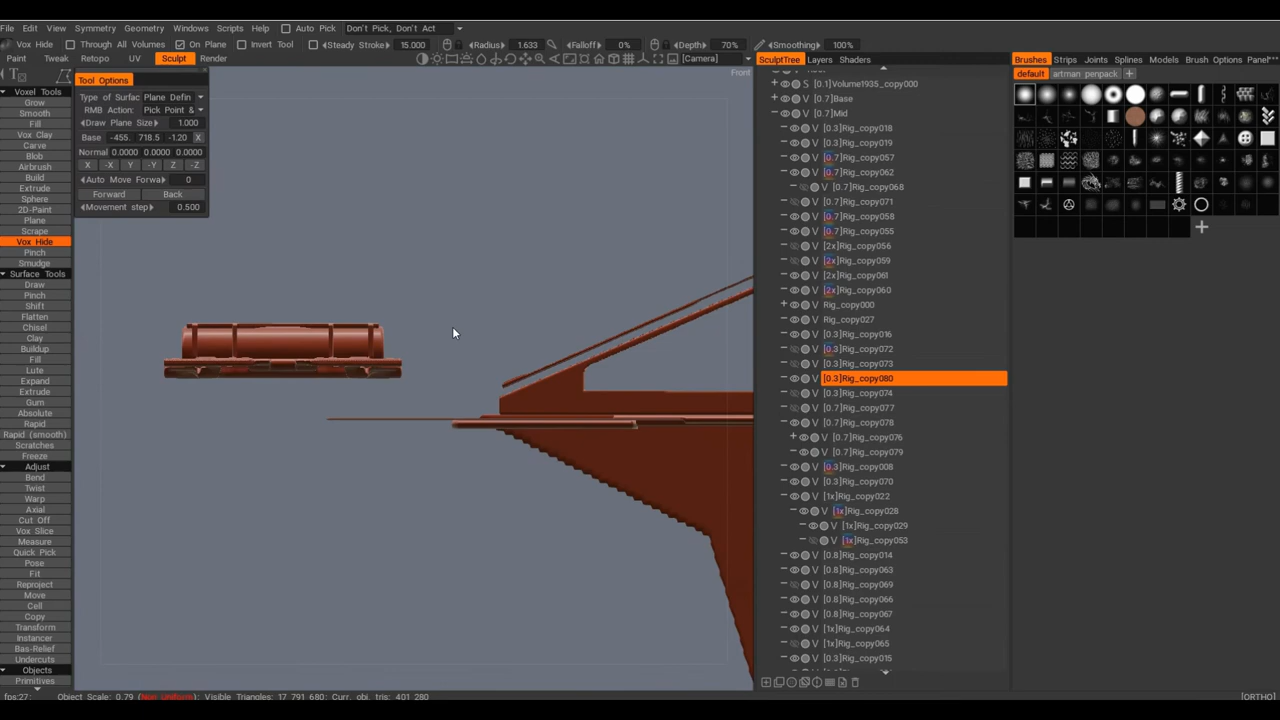 File Edit View Symmetry Geometry Windows Scripts Help Auto Pick Don't Pick, Don't Act
Vox Hide Through All Volumes On Plane Invert Tool Steady Stroke 15.000 Radius 1.633 Falloff 0% Depth 70% Smoothing 100%
Paint Tweak Retopo UV Sculpt Render [Camera] SculptTree Layers Shaders Brushes Strips Joints Splines Models Brush Options Panel
Front
default artman penpack
Tool Options
Type of Surfac Plane Defin
RMB Action: Pick Point &
Draw Plane Size 1.000
Base -455. 718.5 -1.20 X
Normal 0.0000 0.0000 0.0000
X -X Y -Y Z -Z
Auto Move Forwa 0
Forward Back
Movement step 0.500
Voxel Tools
Grow
Smooth
Fill
Vox Clay
Carve
Blob
Airbrush
Build
Extrude
Sphere
2D-Paint
Plane
Scrape
Vox Hide
Pinch
Smudge
Surface Tools
Draw
Pinch
Shift
Flatten
Chisel
Clay
Buildup
Fill
Lute
Expand
Extrude
Gum
Absolute
Rapid
Rapid (smooth)
Scratches
Freeze
Adjust
Bend
Twist
Warp
Axial
Cut Off
Vox Slice
Measure
Quick Pick
Pose
Fit
Reproject
Move
Cell
Copy
Transform
Instancer
Bas-Relief
Undercuts
Objects
Primitives
S [0.1]Volume1935_copy0001
V [0.7]Base
V [0.7]Mid
V [0.3]Rig_copy018
V [0.3]Rig_copy019
V [0.7]Rig_copy057
V [0.7]Rig_copy062
V [0.7]Rig_copy068
V [0.7]Rig_copy071
V [0.7]Rig_copy058
V [0.7]Rig_copy055
V [2x]Rig_copy056
V [2x]Rig_copy059
V [2x]Rig_copy061
V [2x]Rig_copy060
V Rig_copy000
V Rig_copy027
V [0.3]Rig_copy016
V [0.3]Rig_copy072
V [0.3]Rig_copy073
V [0.3]Rig_copy080
V [0.3]Rig_copy074
V [0.7]Rig_copy077
V [0.7]Rig_copy078
V [0.7]Rig_copy076
V [0.7]Rig_copy079
V [0.3]Rig_copy008
V [0.3]Rig_copy070
V [1x]Rig_copy022
V [1x]Rig_copy028
V [1x]Rig_copy029
V [1x]Rig_copy053
V [0.8]Rig_copy014
V [0.8]Rig_copy063
V [0.3]Rig_copy069
V [0.8]Rig_copy066
V [0.8]Rig_copy067
V [1x]Rig_copy064
V [1x]Rig_copy065
V [0.3]Rig_copy015
fps:27; Object Scale: 0.79 (Non Uniform); Visible Triangles: 17 791 680; Curr. obj. tris: 401 280 [ORTHO]